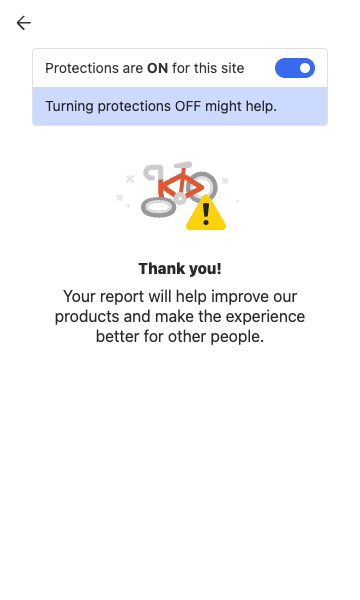 Protections are ON for this site
Turning protections OFF might help.
Thank you!
Your report will help improve our
products and make the experience
better for other people.